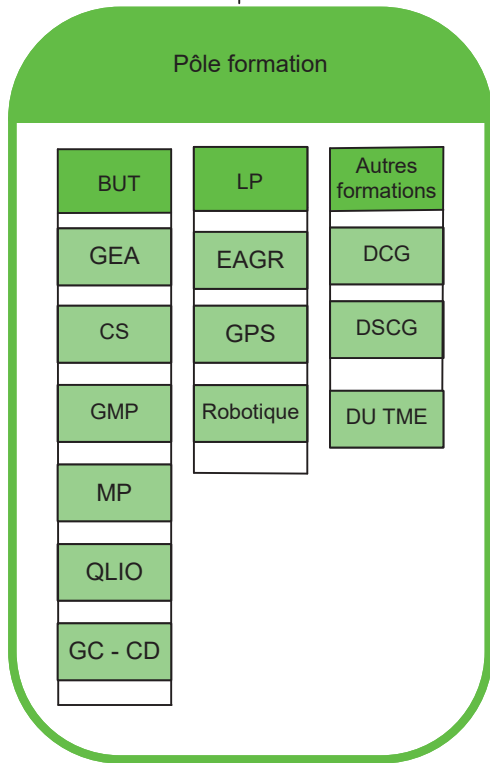 Pôle formation
BUT
GEA
CS
GMP
MP
QLIO
GC - CD
LP
EAGR
GPS
Robotique
Autres
formations
DCG
DSCG
DU TME